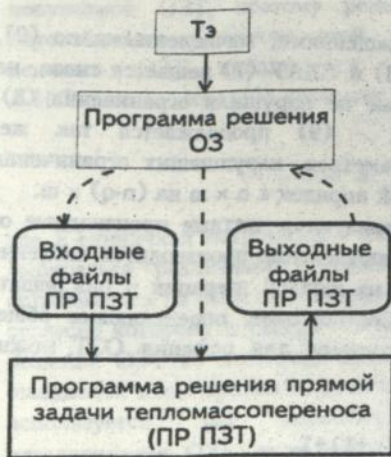 Тэ
Программа решения
ОЗ
Входные
файлы
ПР ПЗТ
Выходные
файлы
ПР ПЗТ
Программа решения прямой
задачи тепломассопереноса
(ПР ПЗТ)